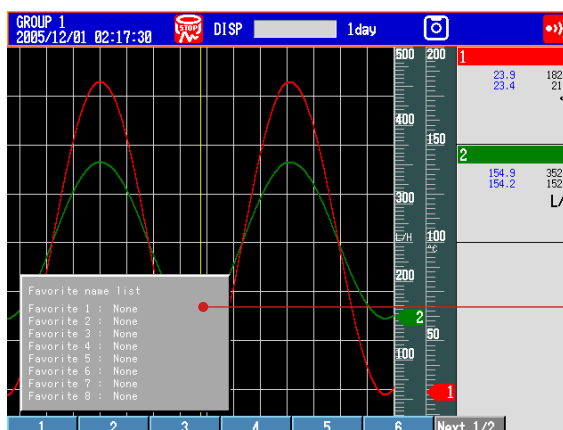 GROUP 1
2005/12/01 02:17:30
STOP
DISP
1day
500
200
1
23.9
182
23.4
21
400
150
2
154.9
352
154.2
152
L/
300
L/H
100
°C
200
2
50
100
1
Favorite name list
Favorite 1 : None
Favorite 2 : None
Favorite 3 : None
Favorite 4 : None
Favorite 5 : None
Favorite 6 : None
Favorite 7 : None
Favorite 8 : None
1 2 3 4 5 6 Next 1/2